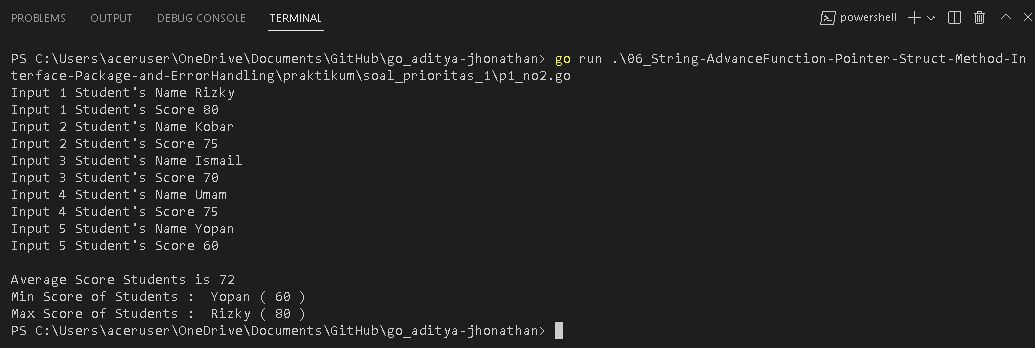 PROBLEMS OUTPUT DEBUG CONSOLE TERMINAL powershell
PS C:\Users\aceruser\OneDrive\Documents\GitHub\go_aditya-jhonathan> go run .\06_String-AdvanceFunction-Pointer-Struct-Method-In
terface-Package-and-ErrorHandling\praktikum\soal_prioritas_1\p1_no2.go
Input 1 Student's Name Rizky
Input 1 Student's Score 80
Input 2 Student's Name Kobar
Input 2 Student's Score 75
Input 3 Student's Name Ismail
Input 3 Student's Score 70
Input 4 Student's Name Umam
Input 4 Student's Score 75
Input 5 Student's Name Yopan
Input 5 Student's Score 60
Average Score Students is 72
Min Score of Students :  Yopan ( 60 )
Max Score of Students :  Rizky ( 80 )
PS C:\Users\aceruser\OneDrive\Documents\GitHub\go_aditya-jhonathan>